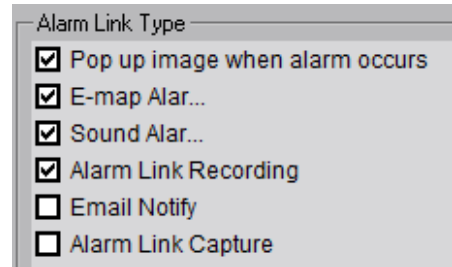 Alarm Link Type
Pop up image when alarm occurs
E-map Alar...
Sound Alar...
Alarm Link Recording
Email Notify
Alarm Link Capture